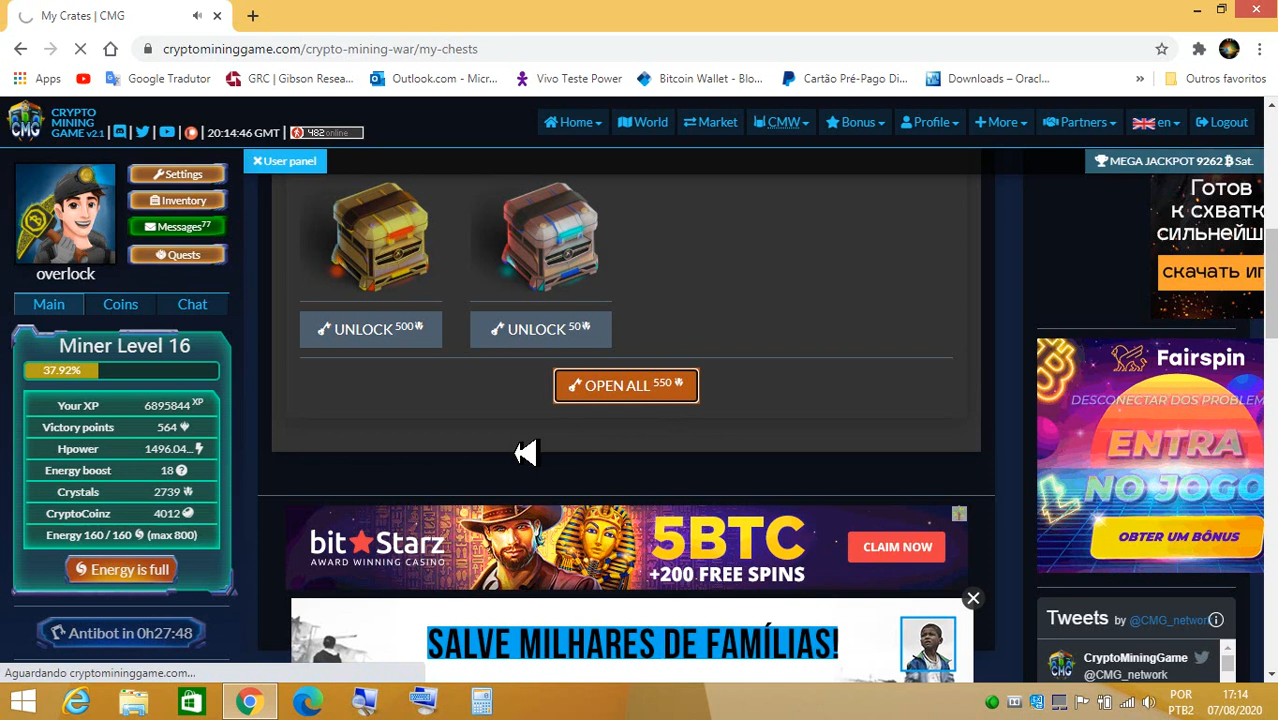 My Crates | CMG
cryptomininggame.com/crypto-mining-war/my-chests
Apps
Google Tradutor
GRC | Gibson Resea...
Outlook.com - Micr...
Vivo Teste Power
Bitcoin Wallet - Blo...
Cartão Pré-Pago Di...
Downloads – Oracl...
»
Outros favoritos
CMG
CRYPTO
MINING
GAME v2.1
20:14:46 GMT
482 online
Home
World
Market
CMW
Bonus
Profile
More
Partners
en
Logout
User panel
MEGA JACKPOT 9262 Sat.
Settings
Inventory
Messages 77
Quests
overlock
Main
Coins
Chat
Miner Level 16
37.92%
Your XP 6895844 XP
Victory points 564
Hpower 1496.04...
Energy boost 18
Crystals 2739
CryptoCoinz 4012
Energy 160 / 160 (max 800)
Energy is full
Antibot in 0h27:48
UNLOCK 500
UNLOCK 50
OPEN ALL 550
bitStarz
AWARD WINNING CASINO
5BTC
+200 FREE SPINS
CLAIM NOW
SALVE MILHARES DE FAMÍLIAS!
Готов
к схватк
сильнейш
скачать иг
Fairspin
DESCONECTAR DOS PROBLEM
ENTRA
NO JOGO
OBTER UM BÔNUS
Tweets by @CMG_networ
CryptoMiningGame
@CMG_network
Aguardando cryptomininggame.com...
POR
PTB2
17:14
07/08/2020